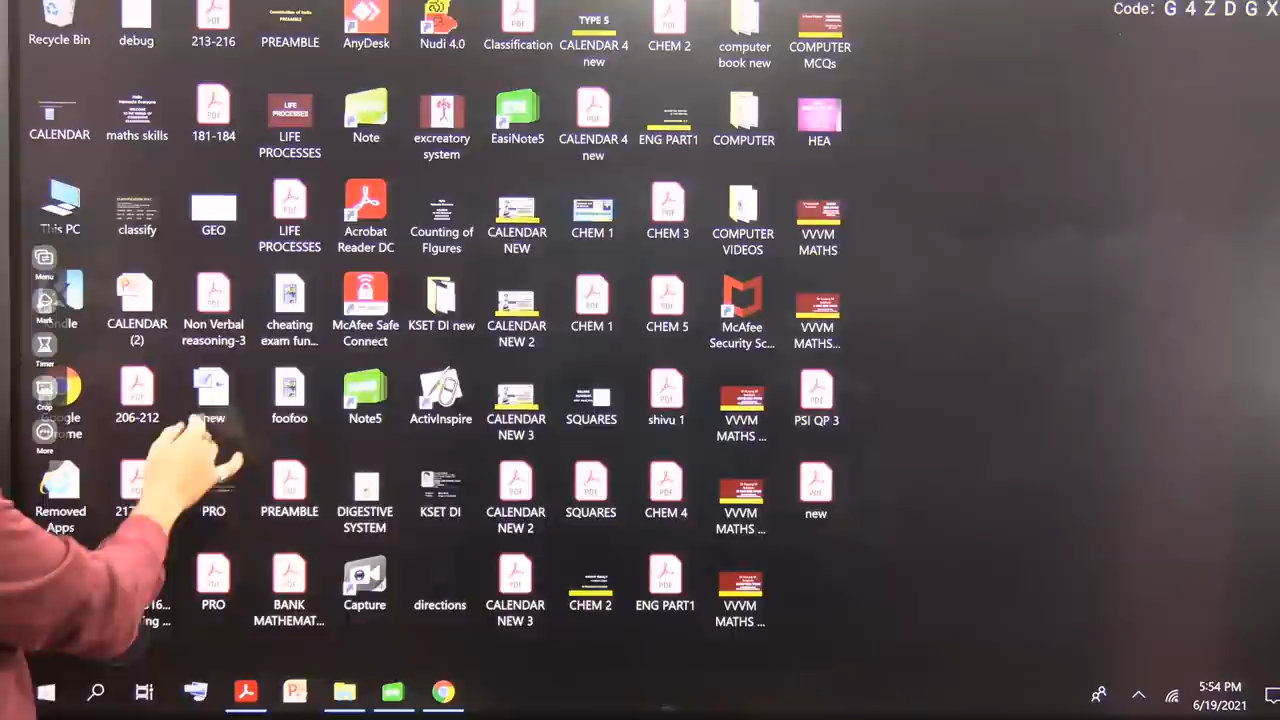 Code: G4ZDGX
Recycle Bin
debug
213-216
PREAMBLE
AnyDesk
Nudi 4.0
Classification
TYPE 5
CALENDAR 4
new
CHEM 2
computer
book new
COMPUTER
MCQs
CALENDAR
maths skills
181-184
LIFE
PROCESSES
LIFE
PROCESSES
Note
excreatory
system
EasiNote5
CALENDAR 4
new
ENG PART1
COMPUTER
HEA
This PC
classify
GEO
LIFE
PROCESSES
Acrobat
Reader DC
Counting of
FIgures
CALENDAR
NEW
CHEM 1
CHEM 3
COMPUTER
VIDEOS
VVVM
MATHS
Menu
CALENDAR
(2)
Non Verbal
reasoning-3
cheating
exam fun...
McAfee Safe
Connect
KSET DI new
CALENDAR
NEW 2
CHEM 1
CHEM 5
McAfee
Security Sc...
VVVM
MATHS...
Timer
Crop
More
206-212
new
foofoo
Note5
ActivInspire
CALENDAR
NEW 3
SQUARES
shivu 1
VVVM
MATHS ...
PSI QP 3
Removed
Apps
PRO
PREAMBLE
DIGESTIVE
SYSTEM
KSET DI
CALENDAR
NEW 2
SQUARES
CHEM 4
VVVM
MATHS ...
new
PRO
BANK
MATHEMAT...
Capture
directions
CALENDAR
NEW 3
CHEM 2
ENG PART1
VVVM
MATHS ...
5:54 PM
6/19/2021